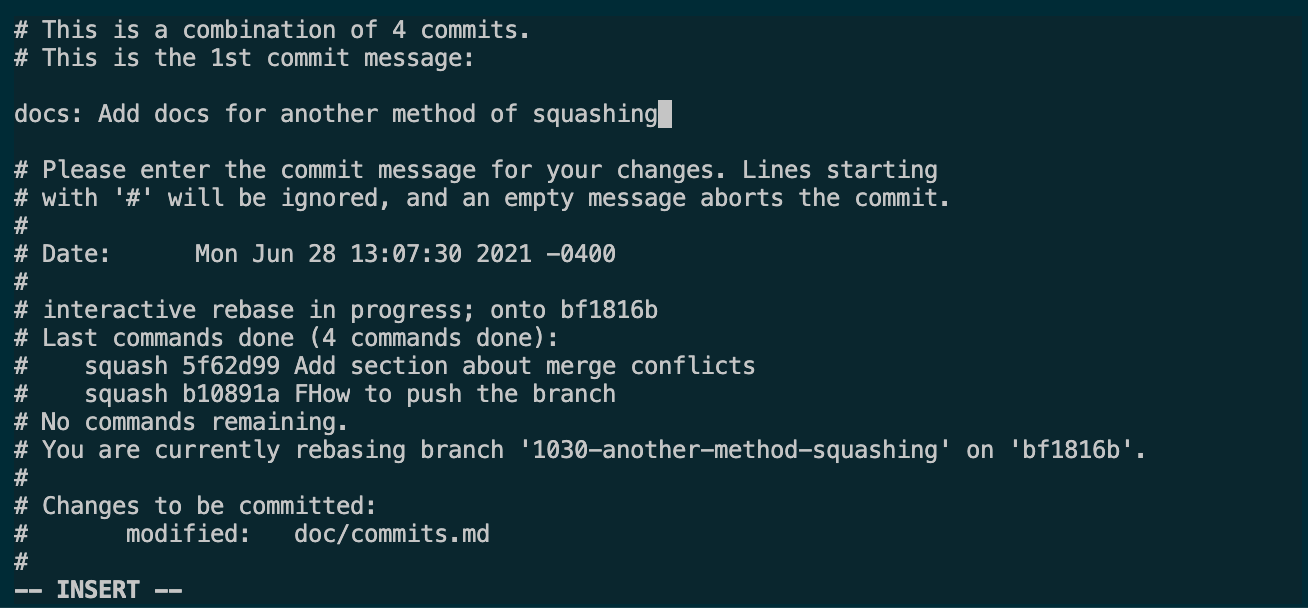 # This is a combination of 4 commits.
# This is the 1st commit message:

docs: Add docs for another method of squashing

# Please enter the commit message for your changes. Lines starting
# with '#' will be ignored, and an empty message aborts the commit.
#
# Date:      Mon Jun 28 13:07:30 2021 -0400
#
# interactive rebase in progress; onto bf1816b
# Last commands done (4 commands done):
#    squash 5f62d99 Add section about merge conflicts
#    squash b10891a FHow to push the branch
# No commands remaining.
# You are currently rebasing branch '1030-another-method-squashing' on 'bf1816b'.
#
# Changes to be committed:
#       modified:   doc/commits.md
#
-- INSERT --